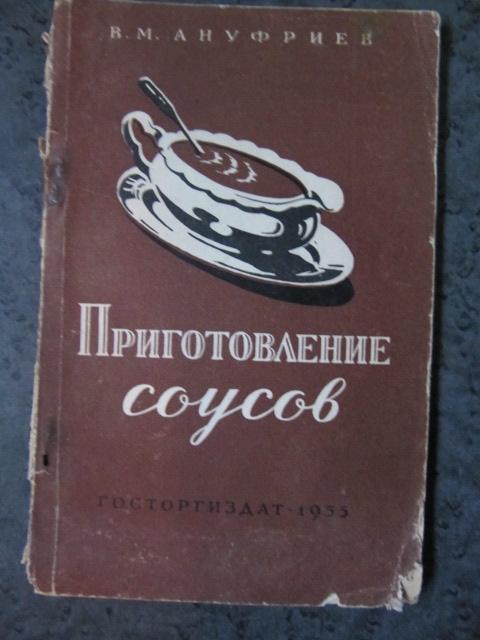 В.М. АНУФРИЕВ
ПРИГОТОВЛЕНИЕ
соусов
ГОСТОРГИЗДАТ · 1955